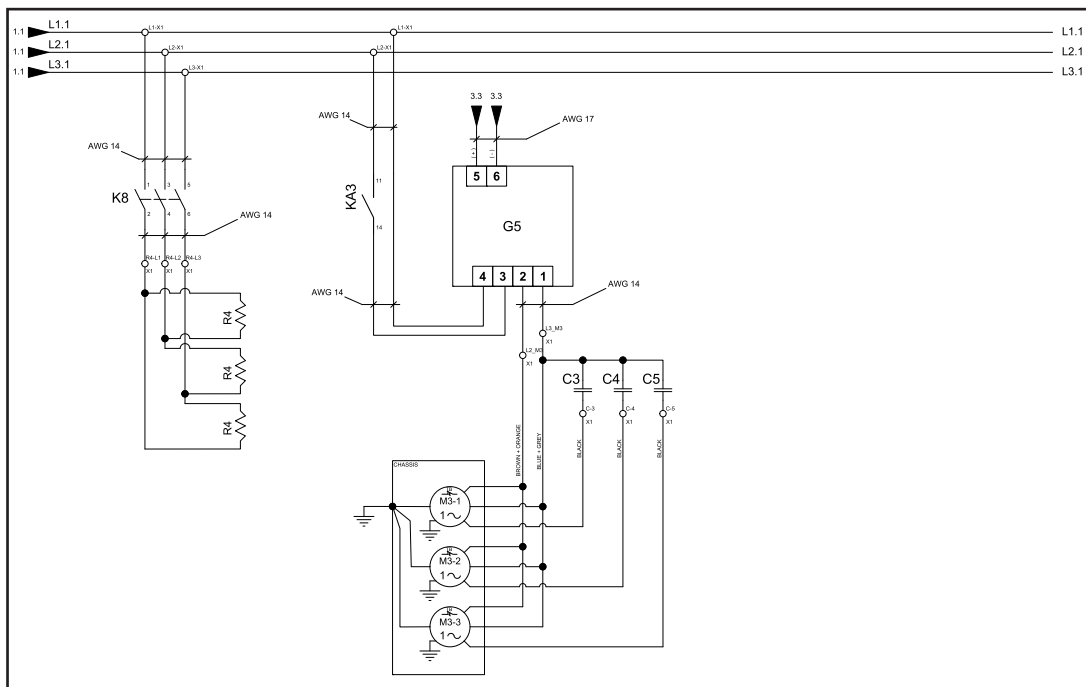 1.1 L1.1 L1-X1 L1-X1 L1.1
1.1 L2.1 L2-X1 L2-X1 L2.1
1.1 L3.1 L3-X1 L3.1
3.3 3.3
AWG 14 AWG 17
(+) (-)
AWG 14
5 6
11
1 3 5
K8 KA3
2 4 6
G5
AWG 14
14
R4-L1 R4-L2 R4-L3
X1 X1 X1
4 3 2 1
AWG 14 AWG 14
R4
L3_M3
X1
L2_M3
X1
R4
C3 C4 C5
C-3 C-4 C-5
X1 X1 X1
R4
BROWN + ORANGE
BLUE + GREY
BLACK
BLACK
BLACK
CHASSIS
M3-1
1
M3-2
1
M3-3
1